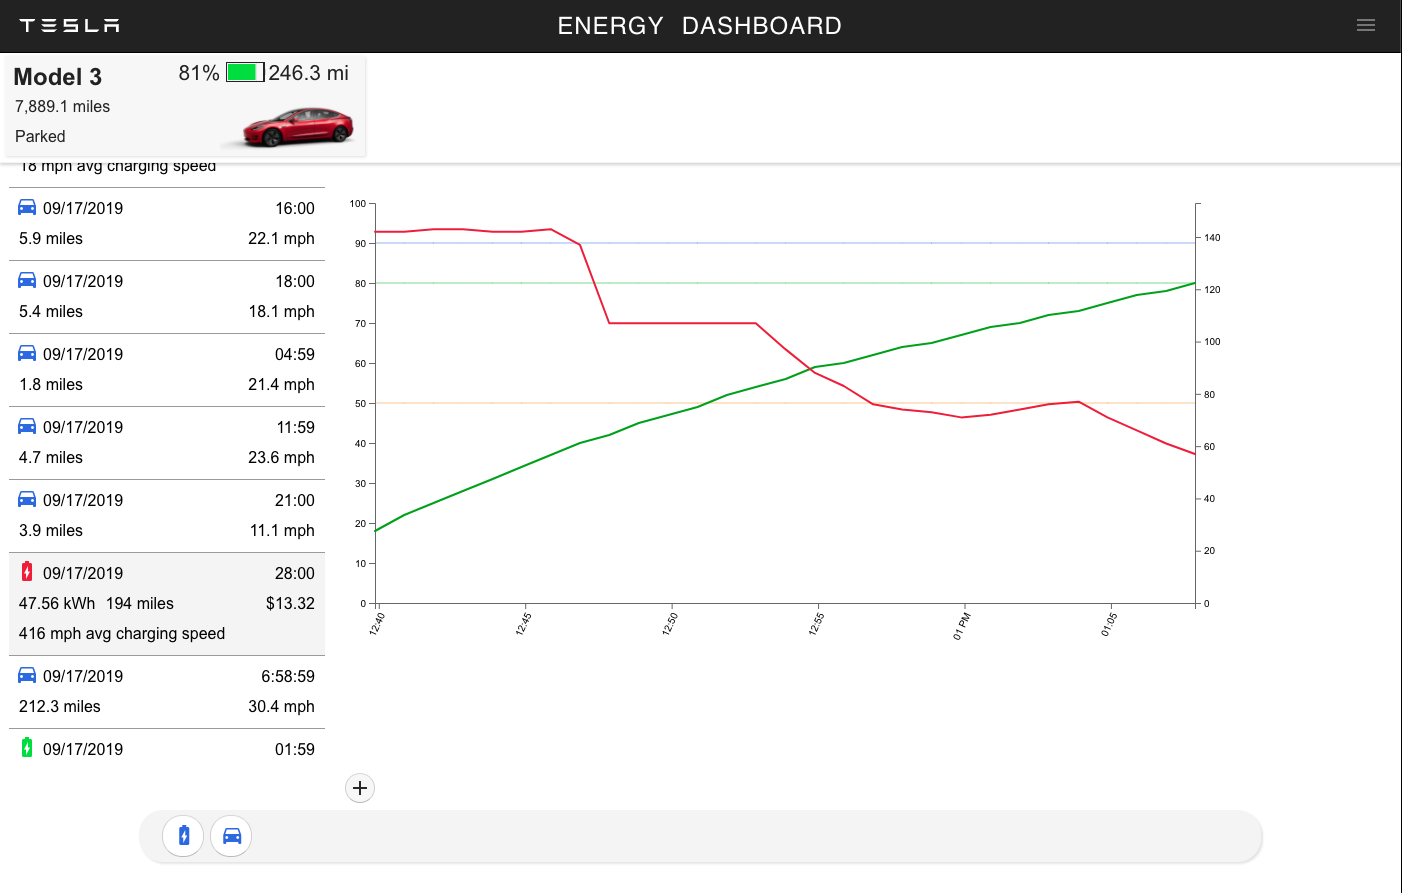 TESLA
ENERGY DASHBOARD
Model 3
81% 246.3 mi
7,889.1 miles
Parked
18 mph avg charging speed
09/17/2019 16:00
5.9 miles 22.1 mph
09/17/2019 18:00
5.4 miles 18.1 mph
09/17/2019 04:59
1.8 miles 21.4 mph
09/17/2019 11:59
4.7 miles 23.6 mph
09/17/2019 21:00
3.9 miles 11.1 mph
09/17/2019 28:00
47.56 kWh 194 miles $13.32
416 mph avg charging speed
09/17/2019 6:58:59
212.3 miles 30.4 mph
09/17/2019 01:59
100
90
80
70
60
50
40
30
20
10
0
140
120
100
80
60
40
20
0
12:40
12:45
12:50
12:55
01 PM
01:05